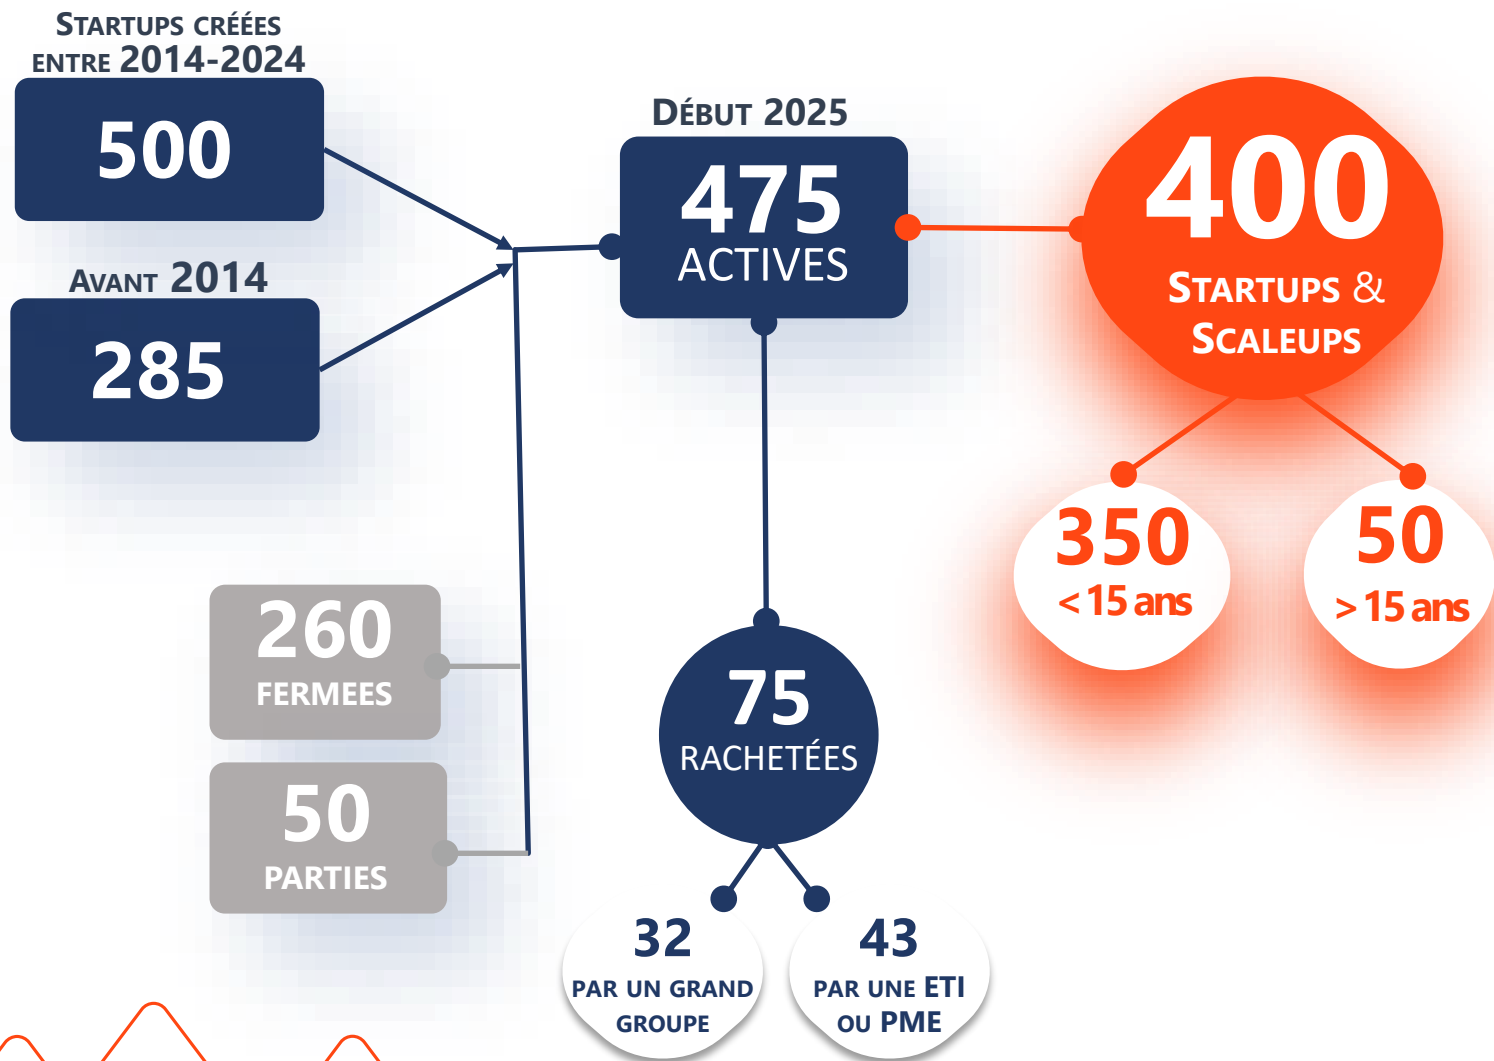 STARTUPS CRÉÉES
ENTRE 2014-2024
500
AVANT 2014
285
DÉBUT 2025
475
ACTIVES
400
STARTUPS &
SCALEUPS
350
< 15 ans
50
> 15 ans
260
FERMEES
50
PARTIES
75
RACHETÉES
32
PAR UN GRAND
GROUPE
43
PAR UNE ETI
OU PME